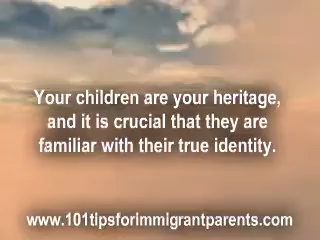 Your children are your heritage,
and it is crucial that they are
familiar with their true identity.
www.101tipsforimmigrantparents.com